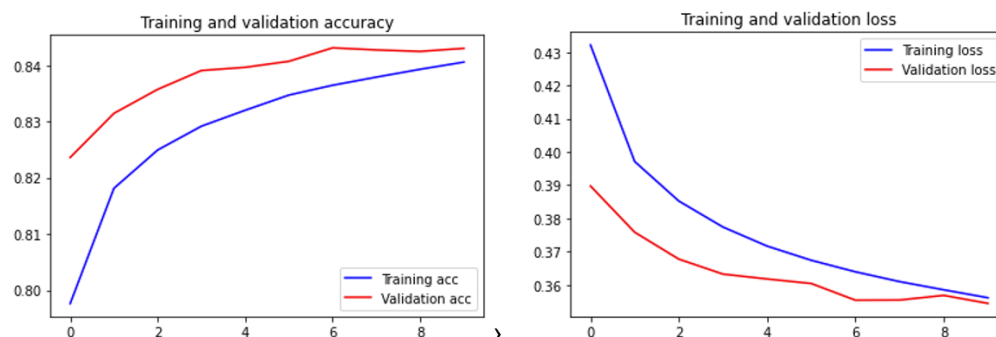 Training and validation accuracy
0.84
0.83
0.82
0.81
0.80
Training acc
Validation acc
0 2 4 6 8
Training and validation loss
0.43
0.42
0.41
0.40
0.39
0.38
0.37
0.36
Training loss
Validation loss
0 2 4 6 8